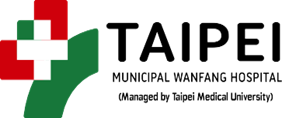 TAIPEI
MUNICIPAL WANFANG HOSPITAL
(Managed by Taipei Medical University)